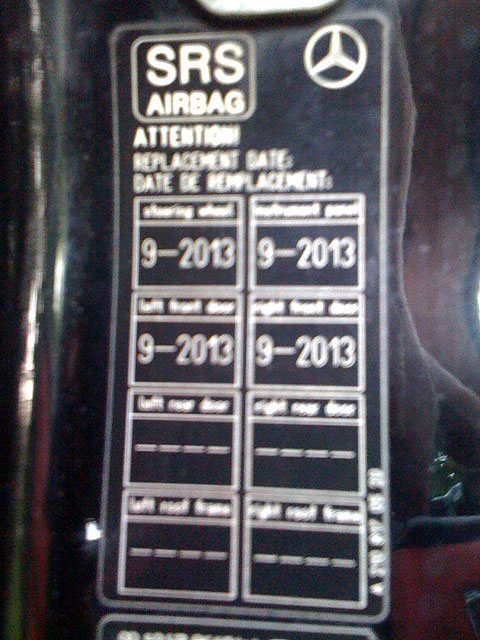 SRS
AIRBAG
ATTENTION!
REPLACEMENT DATE:
DATE DE REMPLACEMENT:
steering wheel instrument panel
9-2013 9-2013
left front door right front door
9-2013 9-2013
left rear door right rear door
---- ----
left roof frame right roof frame
---- ----